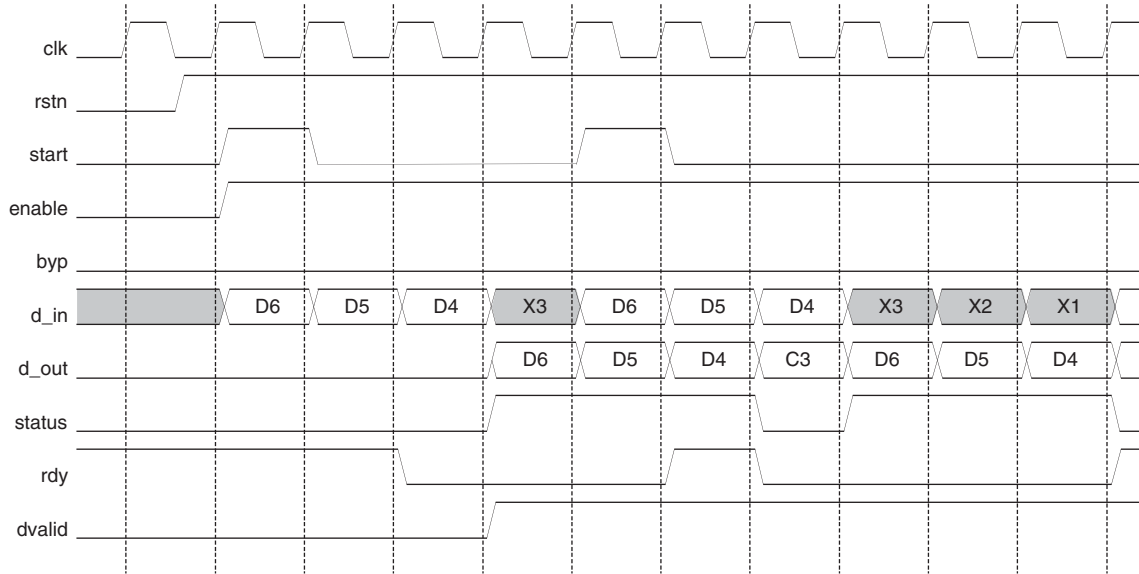 clk
rstn
start
enable
byp
d_in D6 D5 D4 X3 D6 D5 D4 X3 X2 X1
d_out D6 D5 D4 C3 D6 D5 D4
status
rdy
dvalid